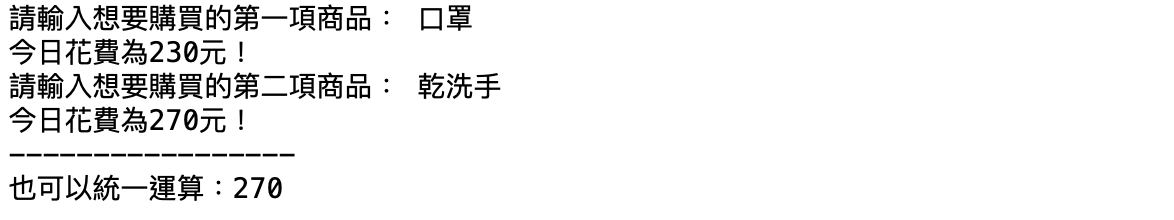 請輸入想要購買的第一項商品： 口罩
今日花費為230元！
請輸入想要購買的第二項商品： 乾洗手
今日花費為270元！
-----------------
也可以統一運算：270